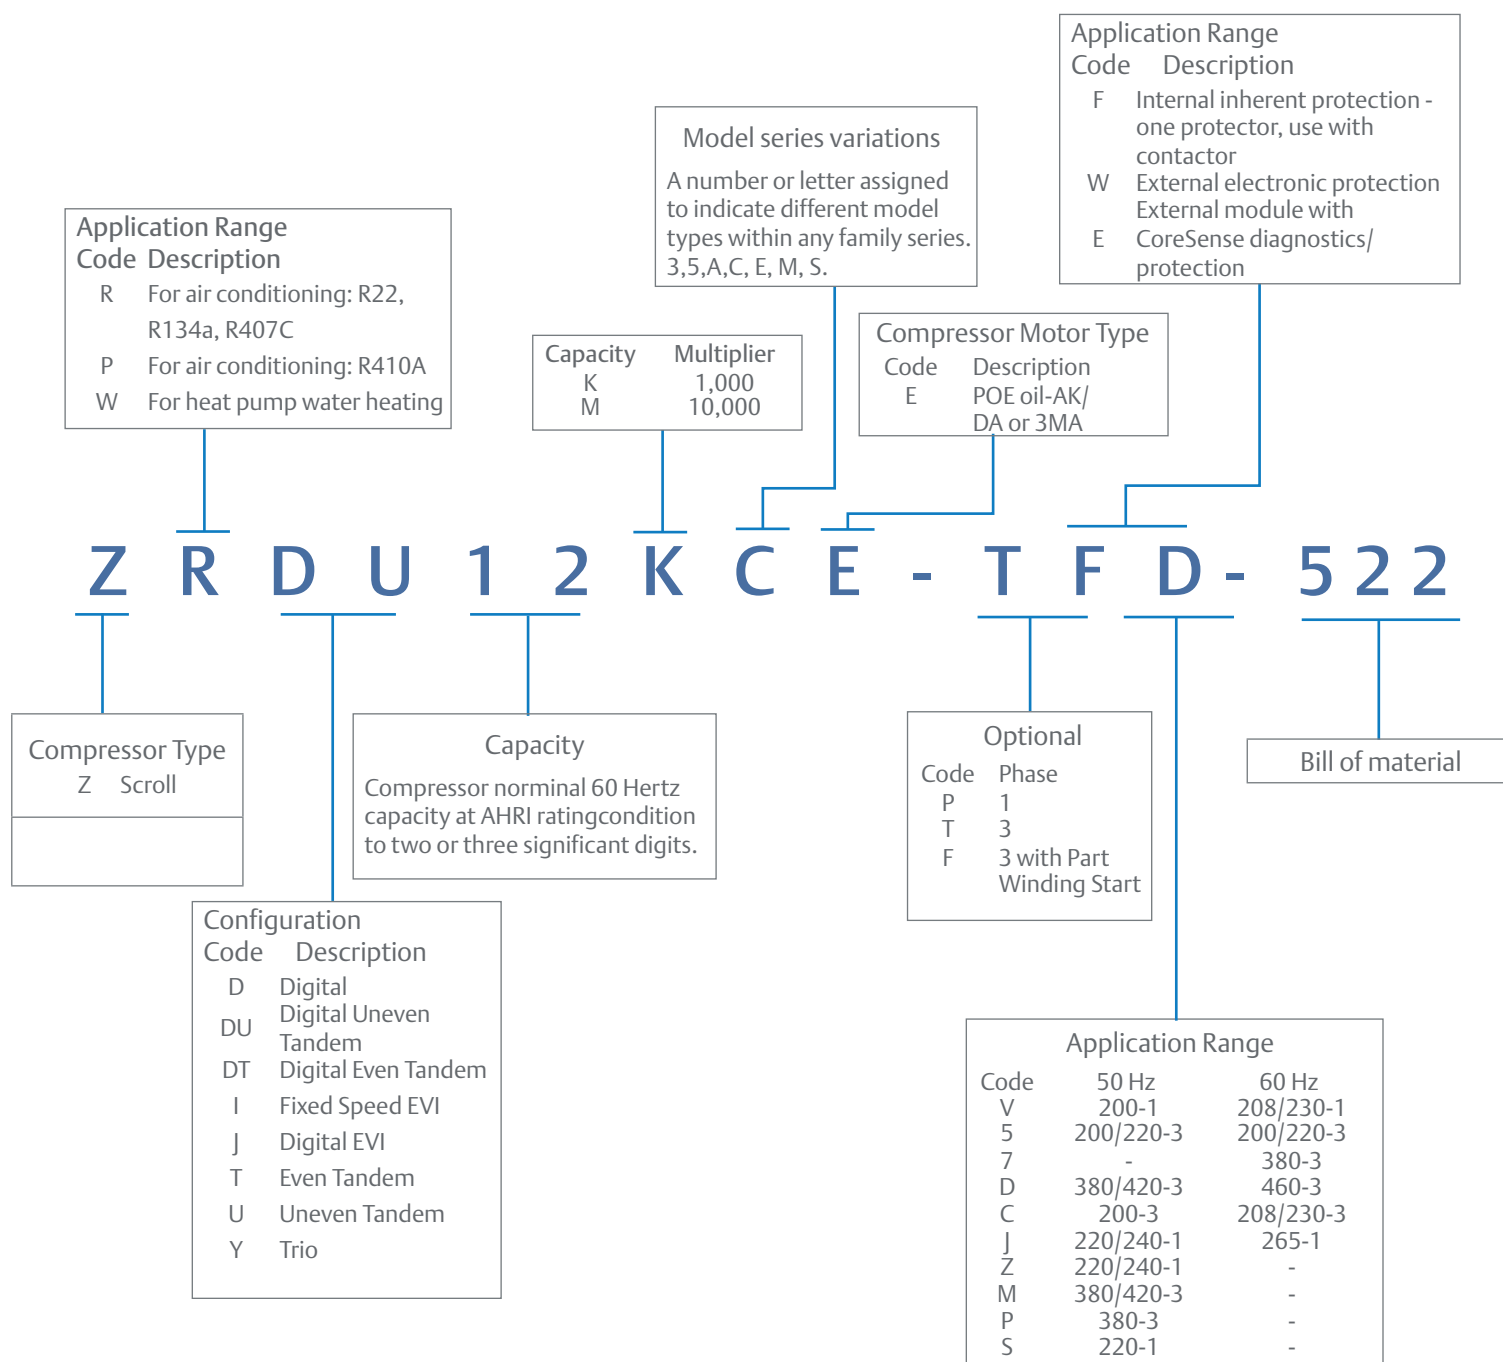 Application Range
Code Description
F Internal inherent protection -
one protector, use with
contactor
W External electronic protection
External module with
E CoreSense diagnostics/
protection
Model series variations
A number or letter assigned
to indicate different model
types within any family series.
3,5,A,C, E, M, S.
Application Range
Code Description
R For air conditioning: R22,
R134a, R407C
P For air conditioning: R410A
W For heat pump water heating
Capacity Multiplier
K 1,000
M 10,000
Compressor Motor Type
Code Description
E POE oil-AK/
DA or 3MA
Z R D U 1 2 K C E - T F D - 5 2 2
Compressor Type
Z Scroll
Capacity
Compressor norminal 60 Hertz
capacity at AHRI ratingcondition
to two or three significant digits.
Optional
Code Phase
P 1
T 3
F 3 with Part
Winding Start
Bill of material
Configuration
Code Description
D Digital
DU Digital Uneven
Tandem
DT Digital Even Tandem
I Fixed Speed EVI
J Digital EVI
T Even Tandem
U Uneven Tandem
Y Trio
Application Range
Code 50 Hz 60 Hz
V 200-1 208/230-1
5 200/220-3 200/220-3
7 - 380-3
D 380/420-3 460-3
C 200-3 208/230-3
J 220/240-1 265-1
Z 220/240-1 -
M 380/420-3 -
P 380-3 -
S 220-1 -